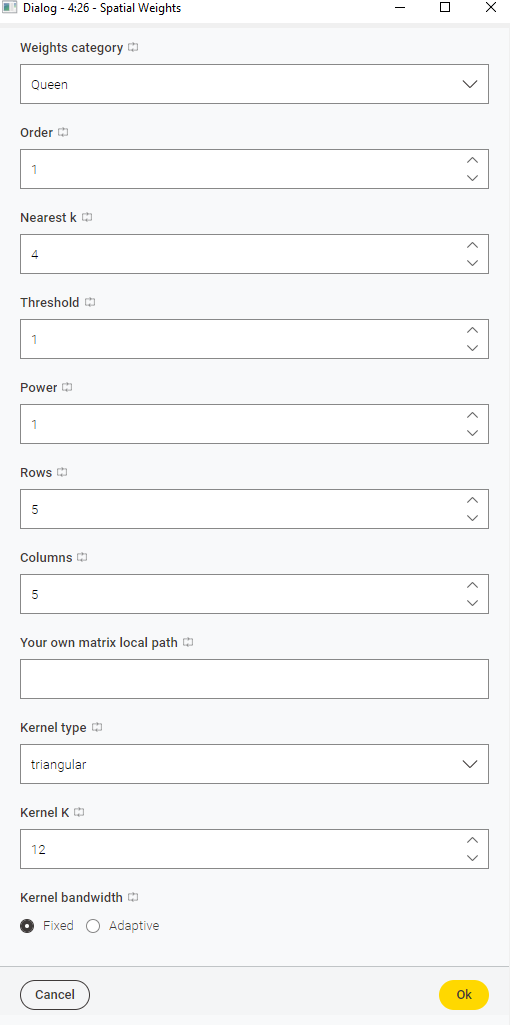 Dialog - 4:26 - Spatial Weights
Weights category
Queen
Order
1
Nearest k
4
Threshold
1
Power
1
Rows
5
Columns
5
Your own matrix local path
Kernel type
triangular
Kernel K
12
Kernel bandwidth
Fixed Adaptive
Cancel Ok